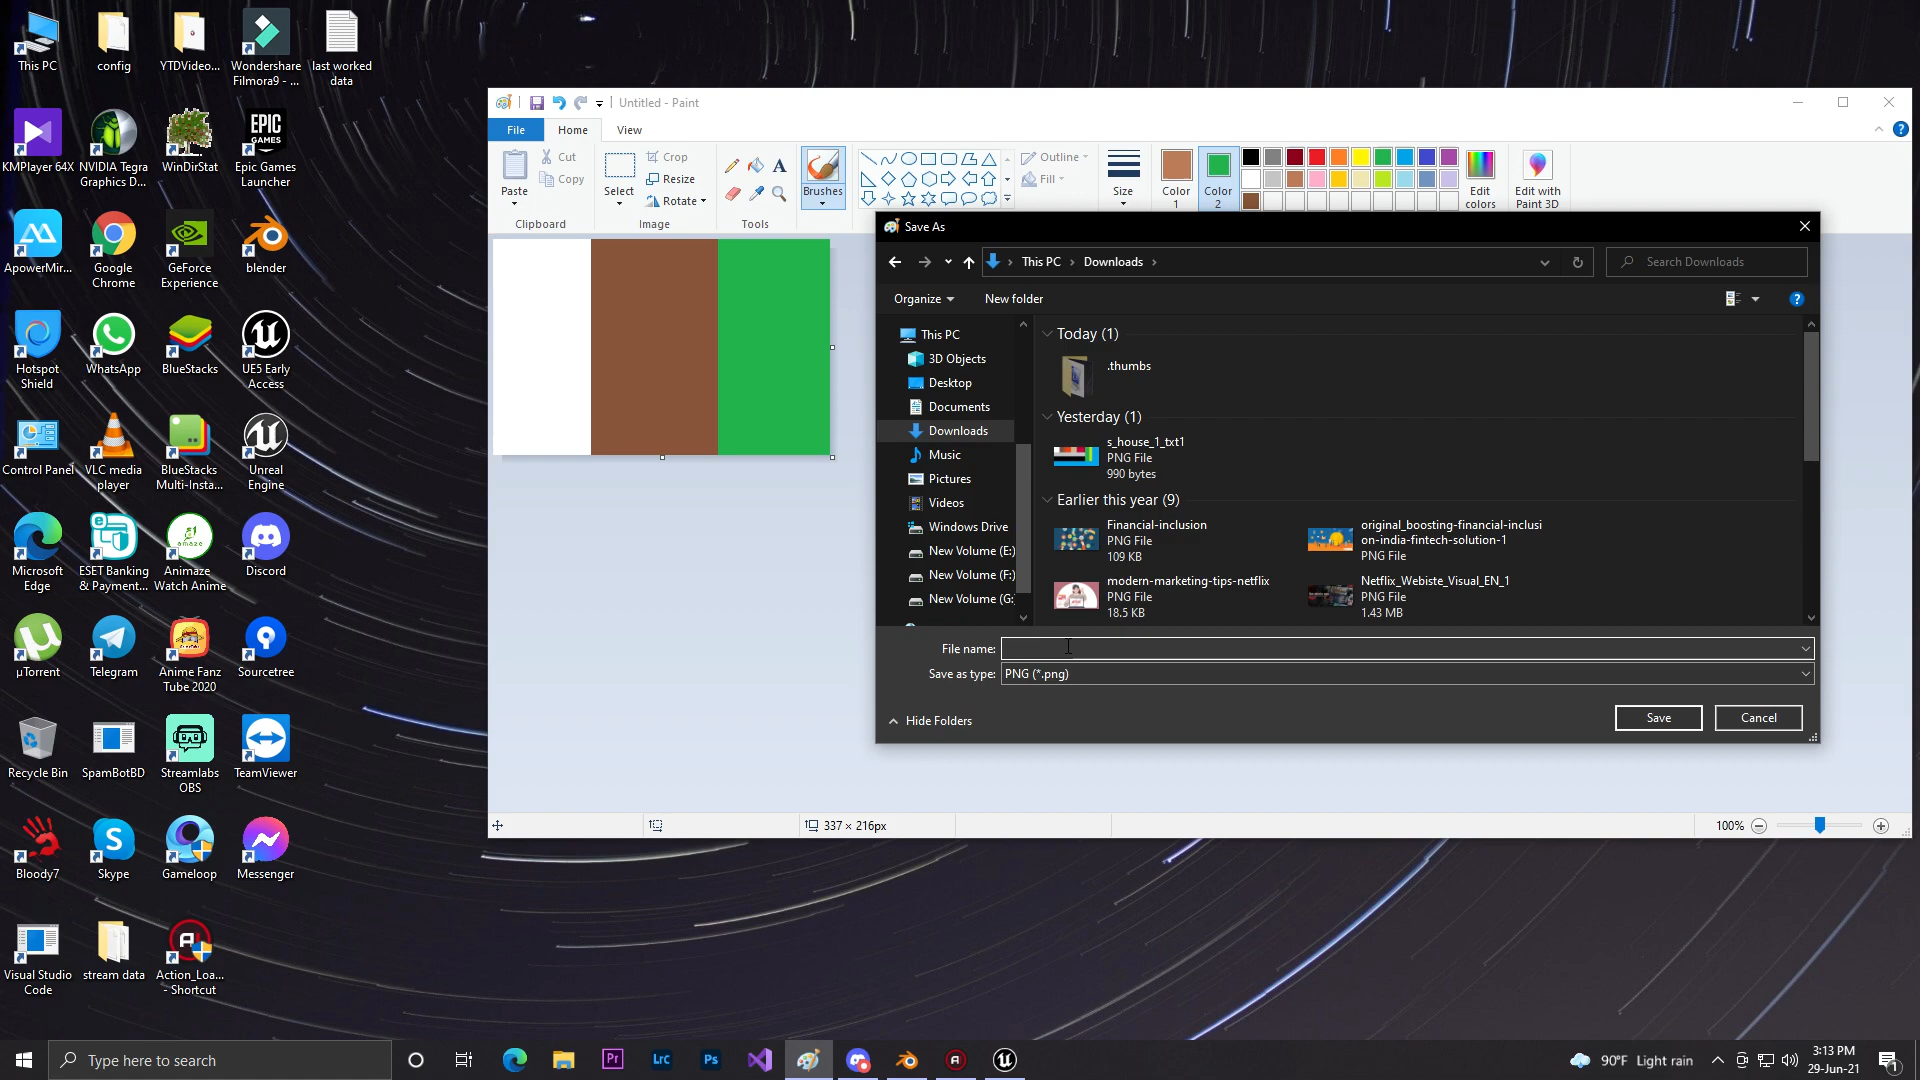 This PC
config
YTDVideo...
Wondershare
Filmora9 - ...
last worked
data
KMPlayer 64X
NVIDIA Tegra
Graphics D...
WinDirStat
EPIC
GAMES
Epic Games
Launcher
ApowerMir...
Google
Chrome
GeForce
Experience
blender
Hotspot
Shield
WhatsApp
BlueStacks
UE5 Early
Access
Control Panel
VLC media
player
BlueStacks
Multi-Insta...
Unreal
Engine
Microsoft
Edge
ESET Banking
& Payment...
Animaze
Watch Anime
Discord
µTorrent
Telegram
Anime Fanz
Tube 2020
Sourcetree
Recycle Bin
SpamBotBD
Streamlabs
OBS
TeamViewer
Bloody7
Skype
Gameloop
Messenger
Visual Studio
Code
stream data
Action_Loa...
- Shortcut
Untitled - Paint
File
Home
View
Paste
Cut
Copy
Clipboard
Select
Crop
Resize
Rotate
Image
Tools
Brushes
Outline
Fill
Size
Color
1
Color
2
Edit
colors
Edit with
Paint 3D
Save As
This PC
Downloads
Search Downloads
Organize
New folder
This PC
3D Objects
Desktop
Documents
Downloads
Music
Pictures
Videos
Windows Drive
New Volume (E:)
New Volume (F:)
New Volume (G:
Today (1)
.thumbs
Yesterday (1)
s_house_1_txt1
PNG File
990 bytes
Earlier this year (9)
Financial-inclusion
PNG File
109 KB
original_boosting-financial-inclusi
on-india-fintech-solution-1
PNG File
modern-marketing-tips-netflix
PNG File
18.5 KB
Netflix_Webiste_Visual_EN_1
PNG File
1.43 MB
File name:
Save as type: PNG (*.png)
Hide Folders
Save
Cancel
337 × 216px
100%
Type here to search
Pr
Lrc
Ps
90°F Light rain
3:13 PM
29-Jun-21
1